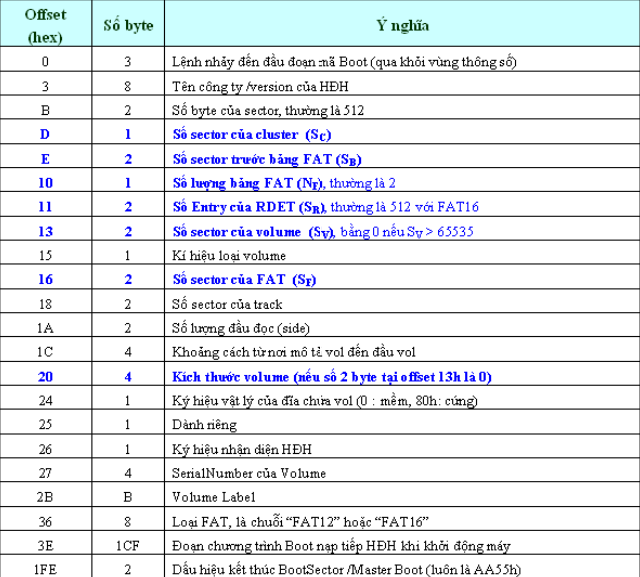 Offset (hex) Số byte Ý nghĩa
0 3 Lệnh nhảy đến đầu đoạn mã Boot (qua khỏi vùng thông số)
3 8 Tên công ty /version của HĐH
B 2 Số byte của sector, thường là 512
D 1 Số sector của cluster (SC)
E 2 Số sector trước bảng FAT (SB)
10 1 Số lượng bảng FAT (NF), thường là 2
11 2 Số Entry của RDET (SR), thường là 512 với FAT16
13 2 Số sector của volume (SV), bằng 0 nếu SV > 65535
15 1 Kí hiệu loại volume
16 2 Số sector của FAT (SF)
18 2 Số sector của track
1A 2 Số lượng đầu đọc (side)
1C 4 Khoảng cách từ nơi mô tả vol đến đầu vol
20 4 Kích thước volume (nếu số 2 byte tại offset 13h là 0)
24 1 Ký hiệu vật lý của đĩa chứa vol (0 : mềm, 80h: cứng)
25 1 Dành riêng
26 1 Ký hiệu nhận diện HĐH
27 4 SerialNumber của Volume
2B B Volume Label
36 8 Loại FAT, là chuỗi “FAT12” hoặc “FAT16”
3E 1CF Đoạn chương trình Boot nạp tiếp HĐH khi khởi động máy
1FE 2 Dấu hiệu kết thúc BootSector /Master Boot (luôn là AA55h)